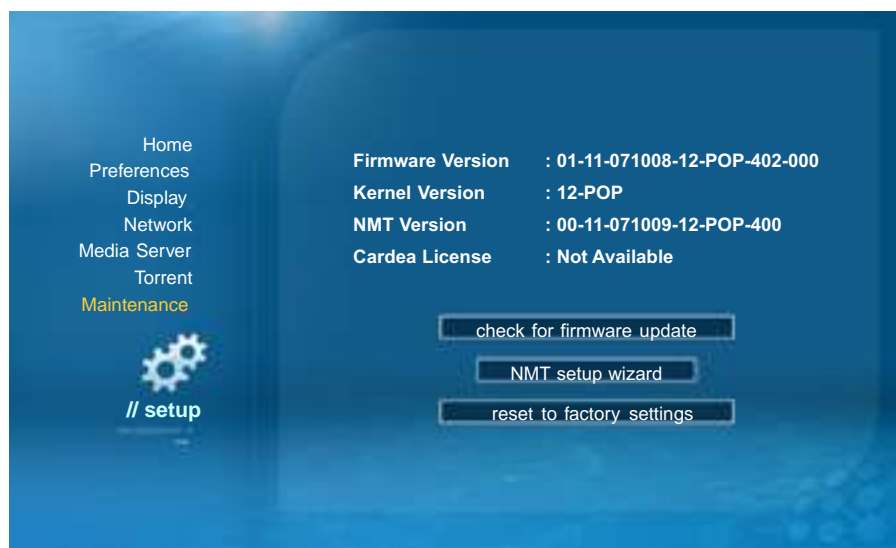 Home
Preferences
Display
Network
Media Server
Torrent
Maintenance
// setup
Firmware Version : 01-11-071008-12-POP-402-000
Kernel Version : 12-POP
NMT Version : 00-11-071009-12-POP-400
Cardea License : Not Available
check for firmware update
NMT setup wizard
reset to factory settings